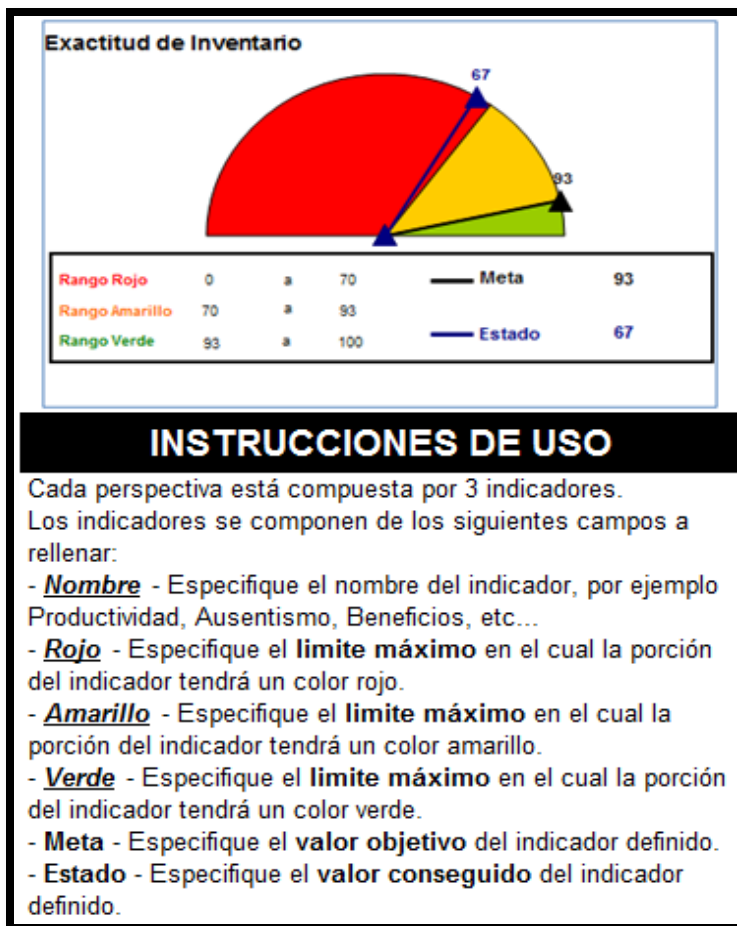 Exactitud de Inventario
67
93
Rango Rojo 0 a 70 Meta 93
Rango Amarillo 70 a 93
Rango Verde 93 a 100 Estado 67
INSTRUCCIONES DE USO
Cada perspectiva está compuesta por 3 indicadores.
Los indicadores se componen de los siguientes campos a
rellenar:
- Nombre - Especifique el nombre del indicador, por ejemplo
Productividad, Ausentismo, Beneficios, etc...
- Rojo - Especifique el limite máximo en el cual la porción
del indicador tendrá un color rojo.
- Amarillo - Especifique el limite máximo en el cual la
porción del indicador tendrá un color amarillo.
- Verde - Especifique el limite máximo en el cual la porción
del indicador tendrá un color verde.
- Meta - Especifique el valor objetivo del indicador definido.
- Estado - Especifique el valor conseguido del indicador
definido.